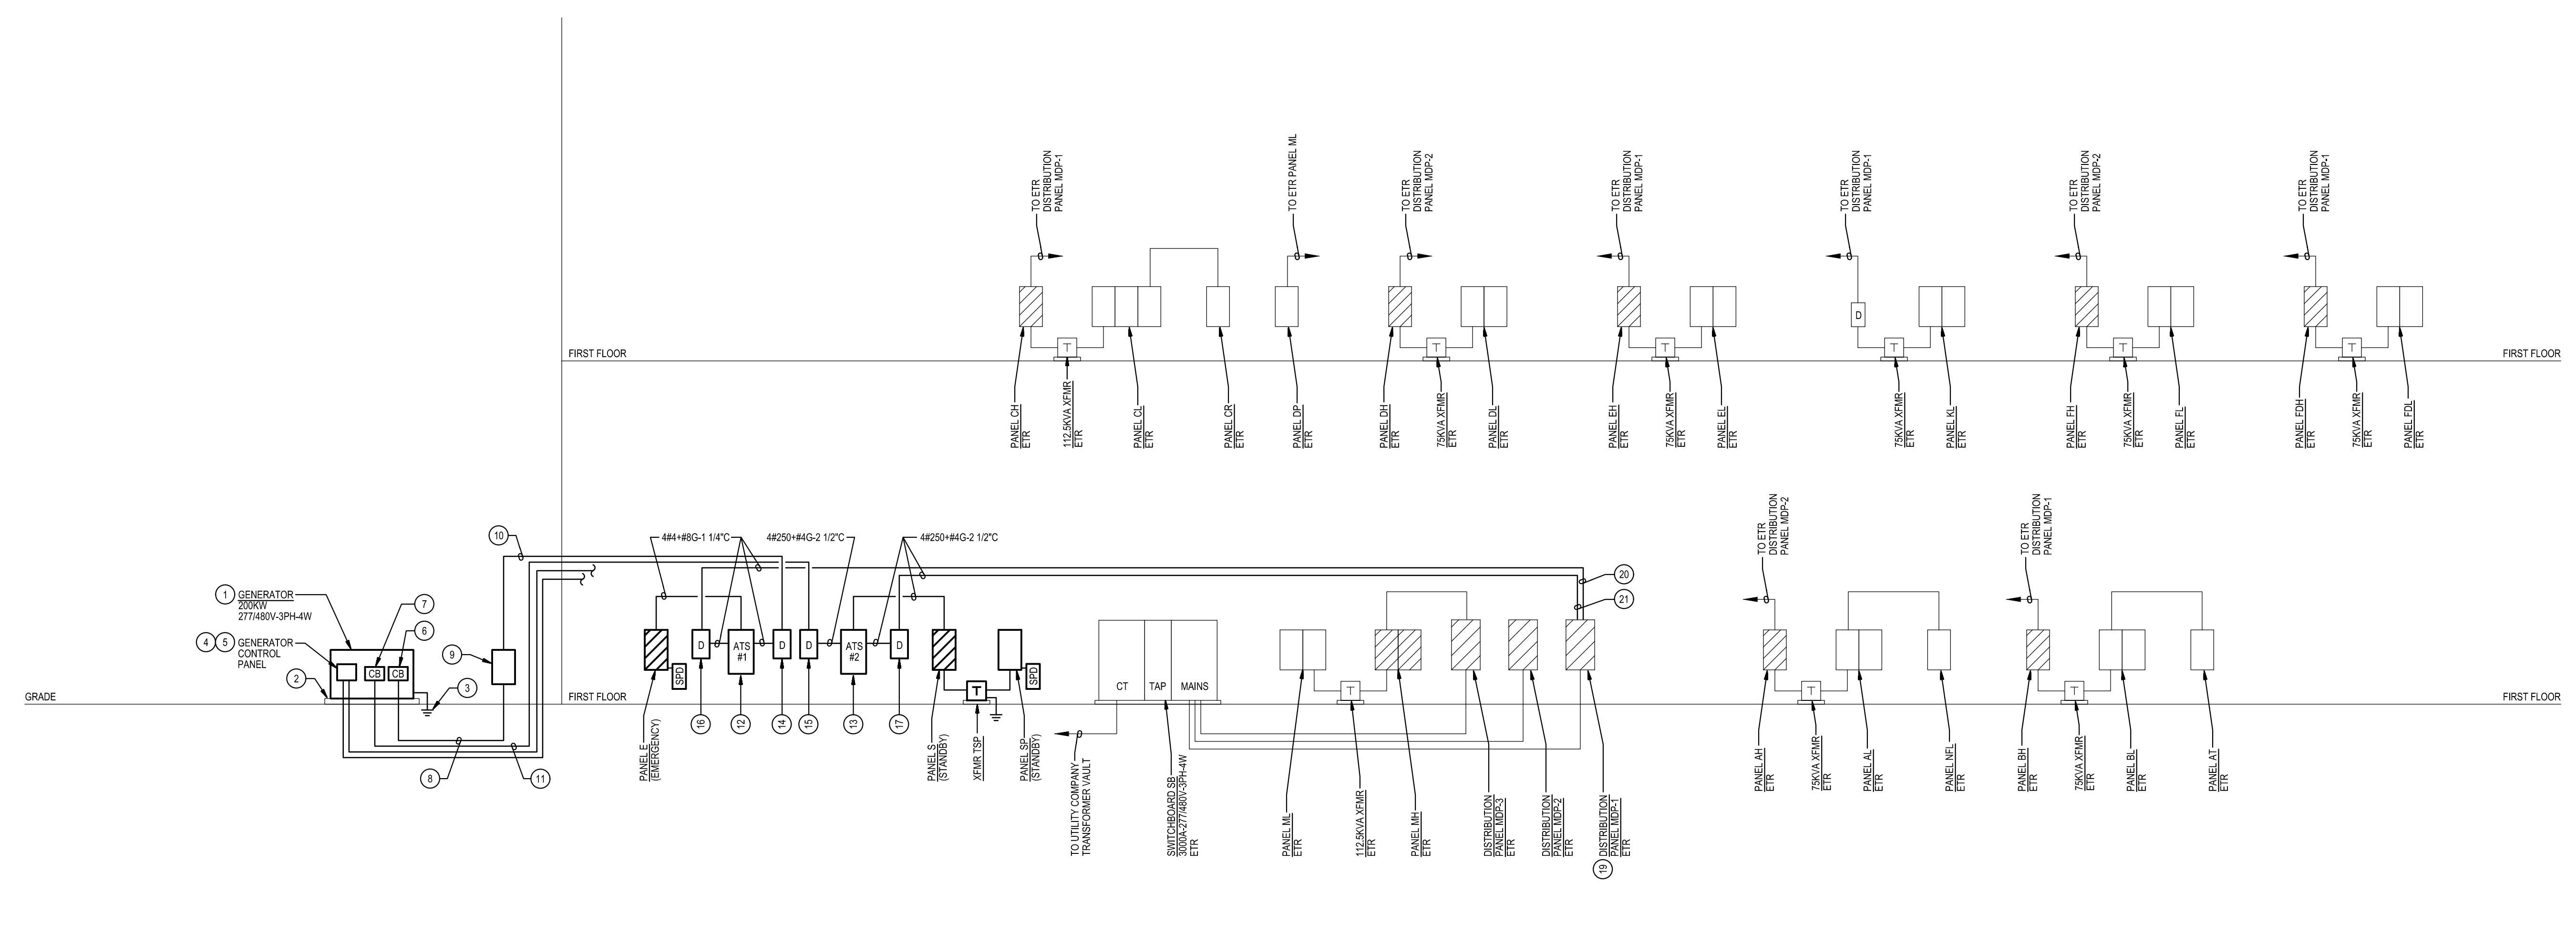 TO ETR
DISTRIBUTION
PANEL MDP-1
TO ETR PANEL ML
TO ETR
DISTRIBUTION
PANEL MDP-2
TO ETR
DISTRIBUTION
PANEL MDP-1
TO ETR
DISTRIBUTION
PANEL MDP-1
TO ETR
DISTRIBUTION
PANEL MDP-2
TO ETR
DISTRIBUTION
PANEL MDP-1
D
T
T
T
T
T
T
FIRST FLOOR
FIRST FLOOR
PANEL CH
ETR
112.5KVA XFMR
ETR
PANEL CL
ETR
PANEL CR
ETR
PANEL DP
ETR
PANEL DH
ETR
75KVA XFMR
ETR
PANEL DL
ETR
PANEL EH
ETR
75KVA XFMR
ETR
PANEL EL
ETR
75KVA XFMR
ETR
PANEL KL
ETR
PANEL FH
ETR
75KVA XFMR
ETR
PANEL FL
ETR
PANEL FDH
ETR
75KVA XFMR
ETR
PANEL FDL
ETR
TO ETR
DISTRIBUTION
PANEL MDP-2
TO ETR
DISTRIBUTION
PANEL MDP-1
10
4#4+#8G-1 1/4"C
4#250+#4G-2 1/2"C
4#250+#4G-2 1/2"C
20
21
1
GENERATOR
200KW
277/480V-3PH-4W
7
6
4
5
GENERATOR
CONTROL
PANEL
9
2
3
CB
CB
D
ATS
#1
D
D
ATS
#2
D
SPD
SPD
T
CT
TAP
MAINS
T
T
T
GRADE
FIRST FLOOR
FIRST FLOOR
16
12
14
15
13
17
8
11
PANEL E
(EMERGENCY)
PANEL S
(STANDBY)
XFMR TSP
PANEL SP
(STANDBY)
TO UTILITY COMPANY
TRANSFORMER VAULT
SWITCHBOARD SB
3000A-277/480V-3PH-4W
ETR
PANEL ML
ETR
112.5KVA XFMR
ETR
PANEL MH
ETR
DISTRIBUTION
PANEL MDP-3
ETR
DISTRIBUTION
PANEL MDP-2
ETR
DISTRIBUTION
PANEL MDP-1
ETR
19
PANEL AH
ETR
75KVA XFMR
ETR
PANEL AL
ETR
PANEL NFL
ETR
PANEL BH
ETR
75KVA XFMR
ETR
PANEL BL
ETR
PANEL AT
ETR